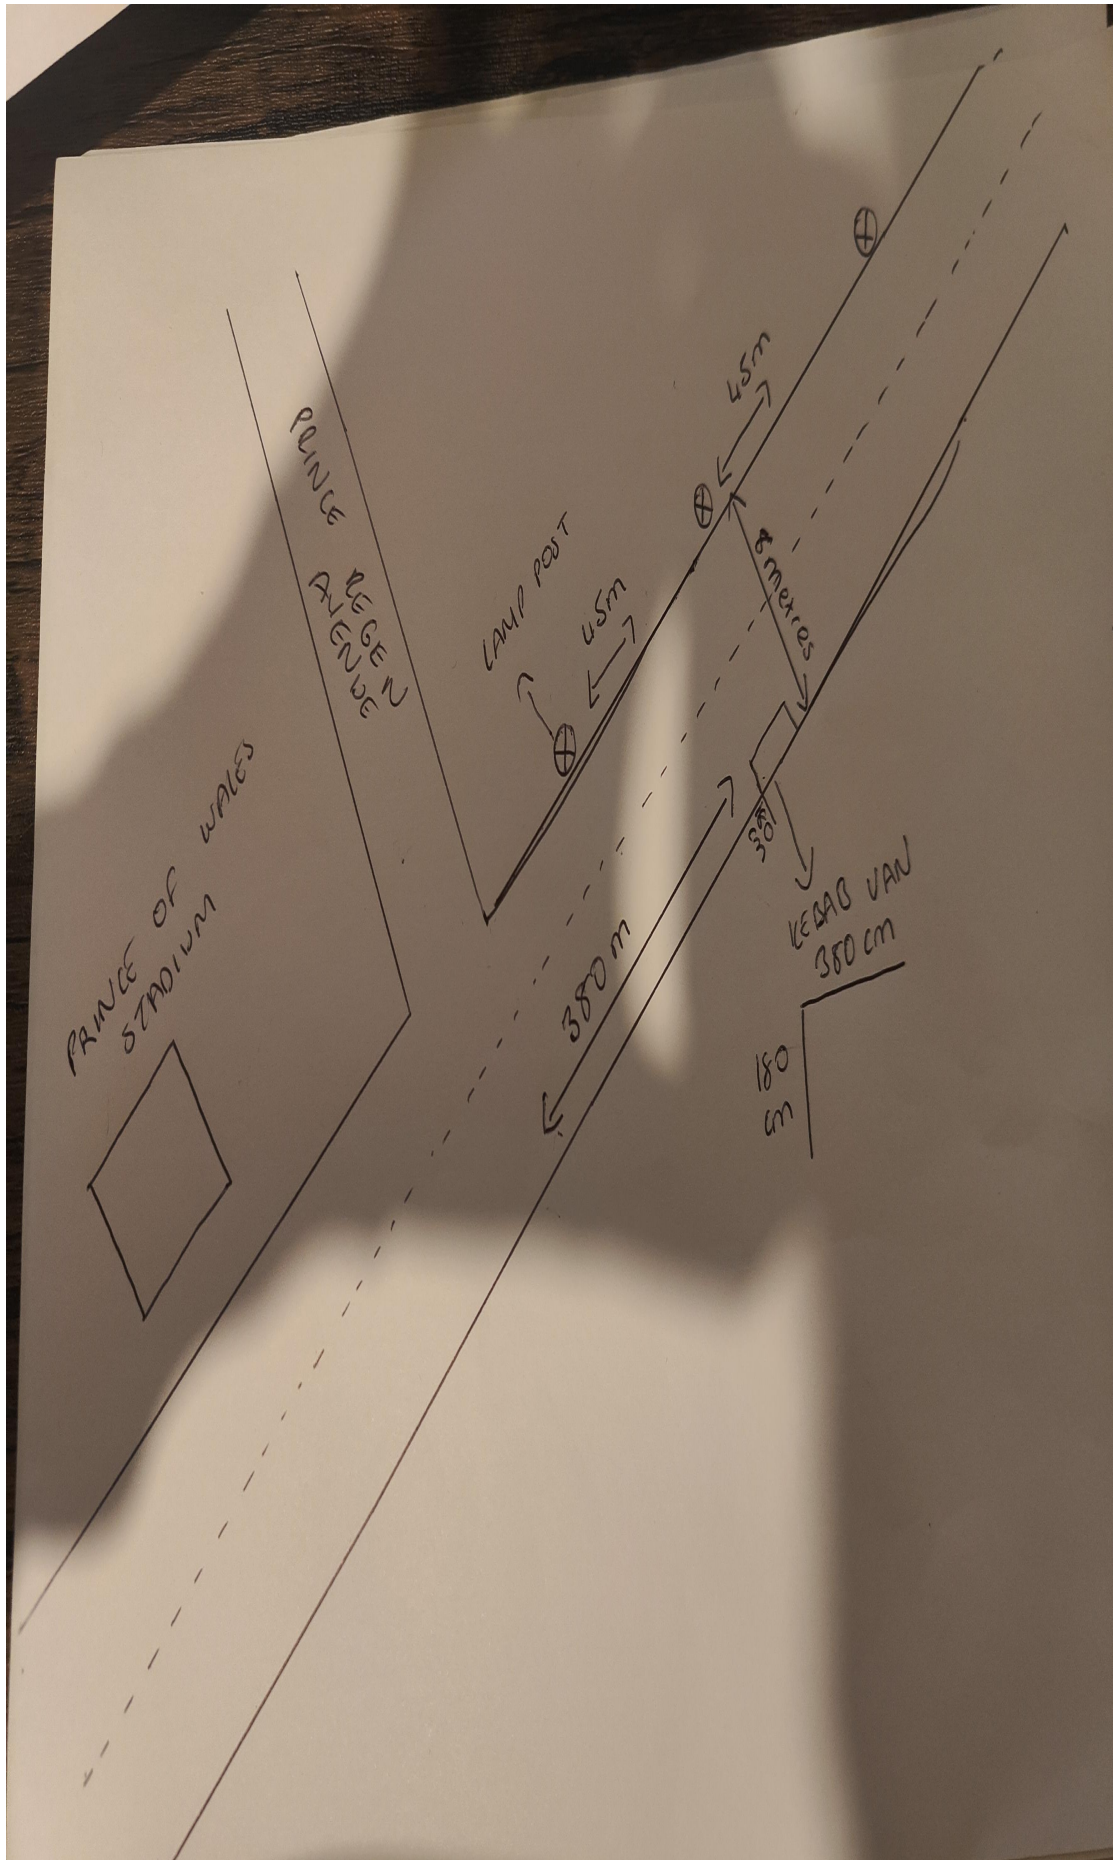 PRINCE REGEN
AVENUE
PRINCE OF WALES
STADIUM
LAMP POST
45m
45m
8 metres
380 m
KEBAB VAN
380 cm
180
cm